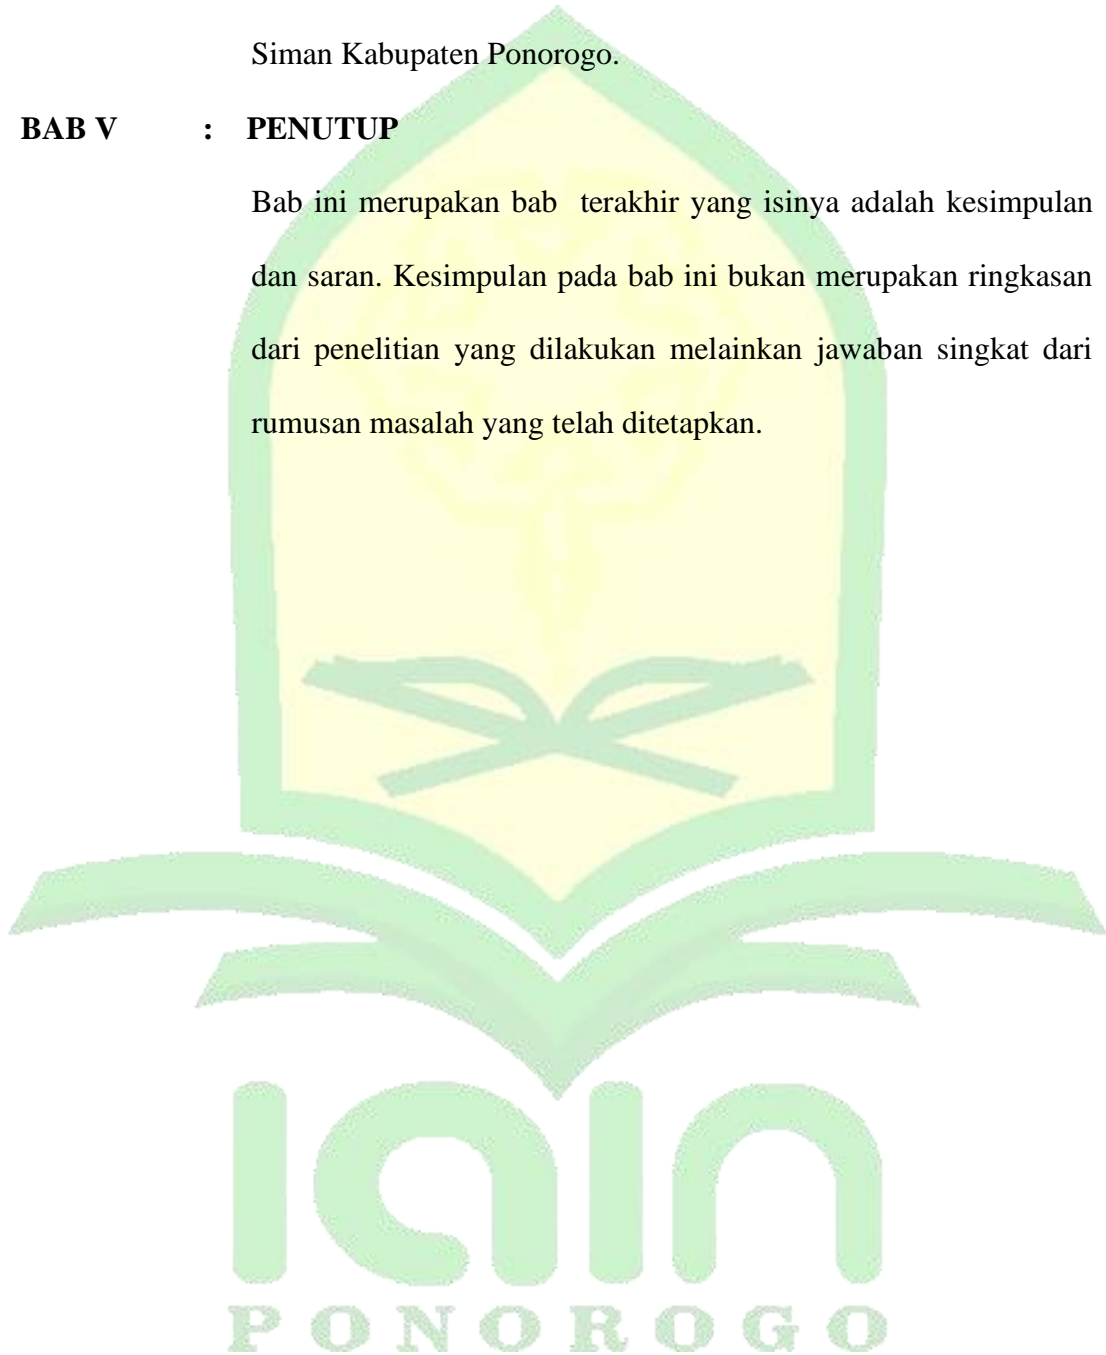 Siman Kabupaten Ponorogo.
BAB V : PENUTUP
Bab ini merupakan bab terakhir yang isinya adalah kesimpulan
dan saran. Kesimpulan pada bab ini bukan merupakan ringkasan
dari penelitian yang dilakukan melainkan jawaban singkat dari
rumusan masalah yang telah ditetapkan.
iain
PONOROGO